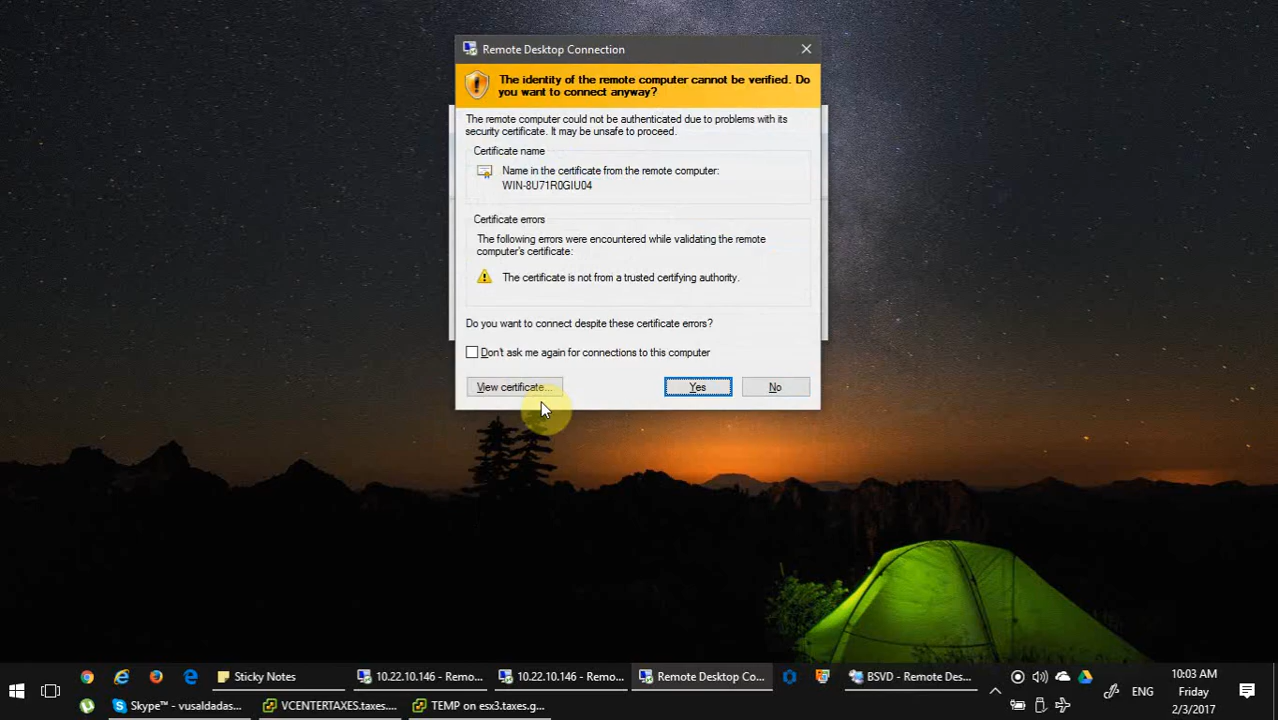 Remote Desktop Connection
The identity of the remote computer cannot be verified. Do
you want to connect anyway?
The remote computer could not be authenticated due to problems with its
security certificate. It may be unsafe to proceed.
Certificate name
Name in the certificate from the remote computer:
WIN-8U71R0GIU04
Certificate errors
The following errors were encountered while validating the remote
computer's certificate:
The certificate is not from a trusted certifying authority.
Do you want to connect despite these certificate errors?
Don't ask me again for connections to this computer
View certificate...
Yes
No
Sticky Notes
10.22.10.146 - Remo...
10.22.10.146 - Remo...
Remote Desktop Co...
BSVD - Remote Des...
Skype™ - vusaldadas...
VCENTERTAXES.taxes....
TEMP on esx3.taxes.g...
ENG
10:03 AM
Friday
2/3/2017